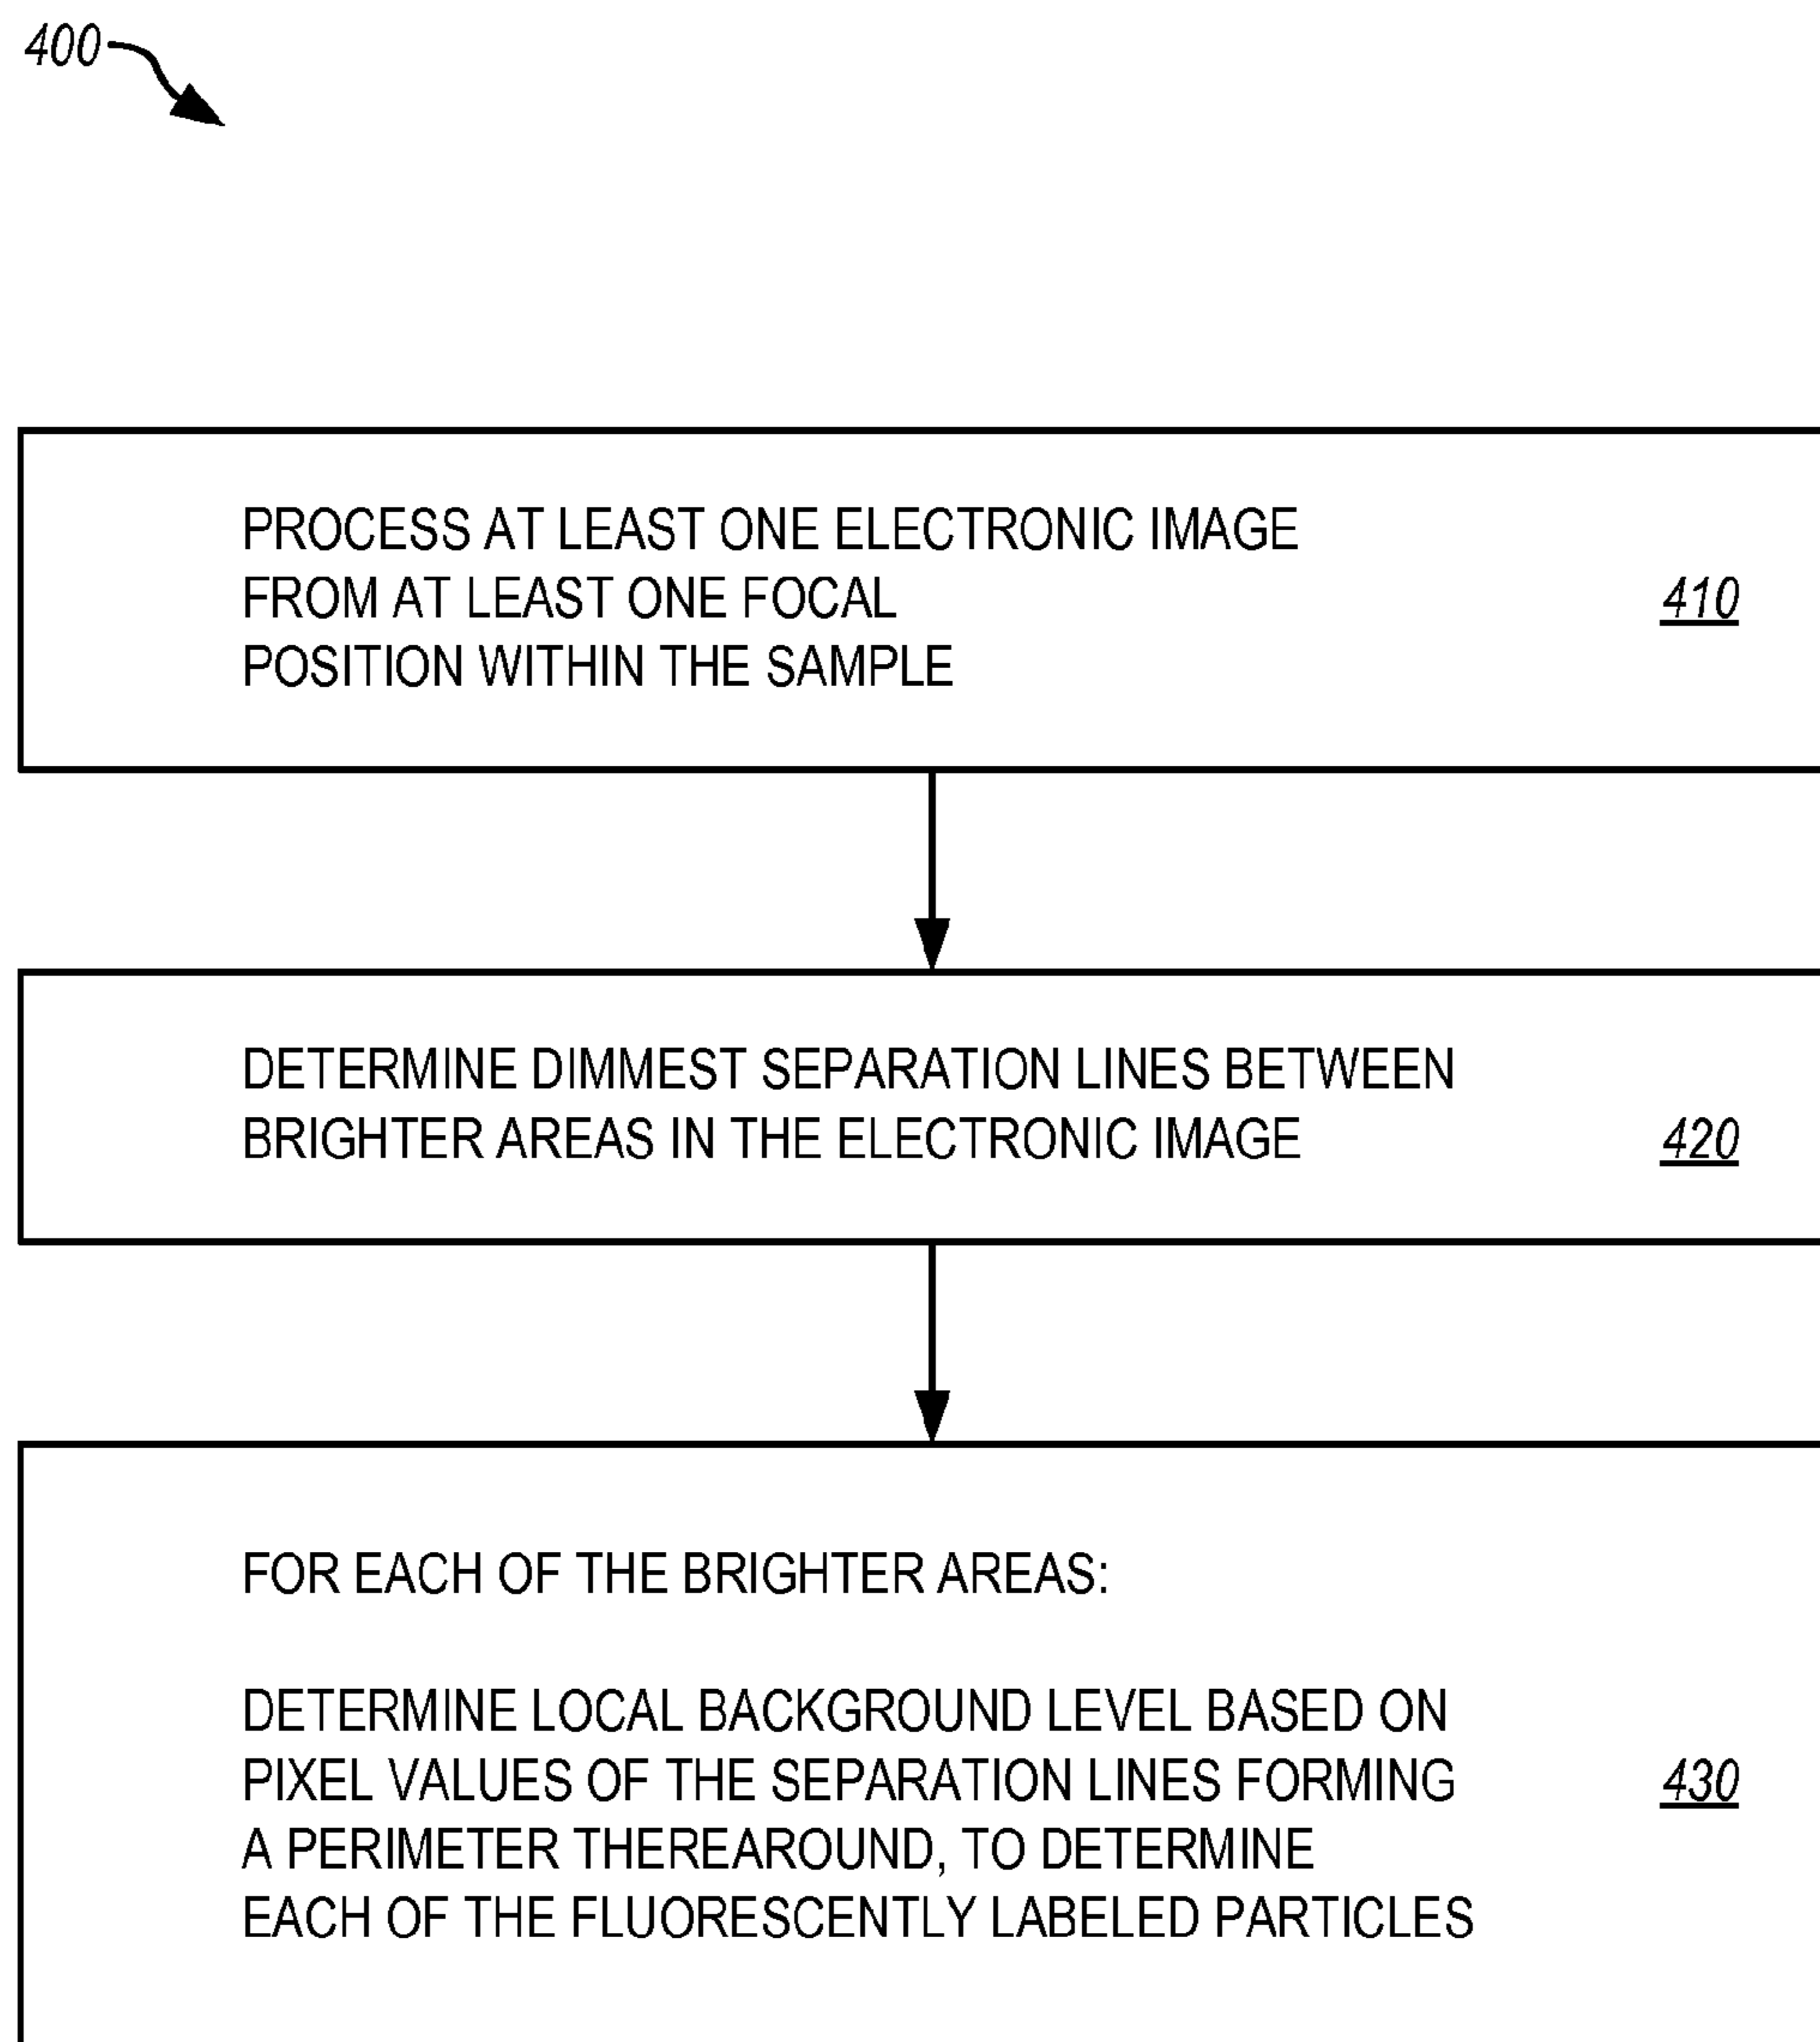 400
PROCESS AT LEAST ONE ELECTRONIC IMAGE
FROM AT LEAST ONE FOCAL
POSITION WITHIN THE SAMPLE
410
DETERMINE DIMMEST SEPARATION LINES BETWEEN
BRIGHTER AREAS IN THE ELECTRONIC IMAGE
420
FOR EACH OF THE BRIGHTER AREAS:
DETERMINE LOCAL BACKGROUND LEVEL BASED ON
PIXEL VALUES OF THE SEPARATION LINES FORMING
A PERIMETER THEREAROUND, TO DETERMINE
EACH OF THE FLUORESCENTLY LABELED PARTICLES
430